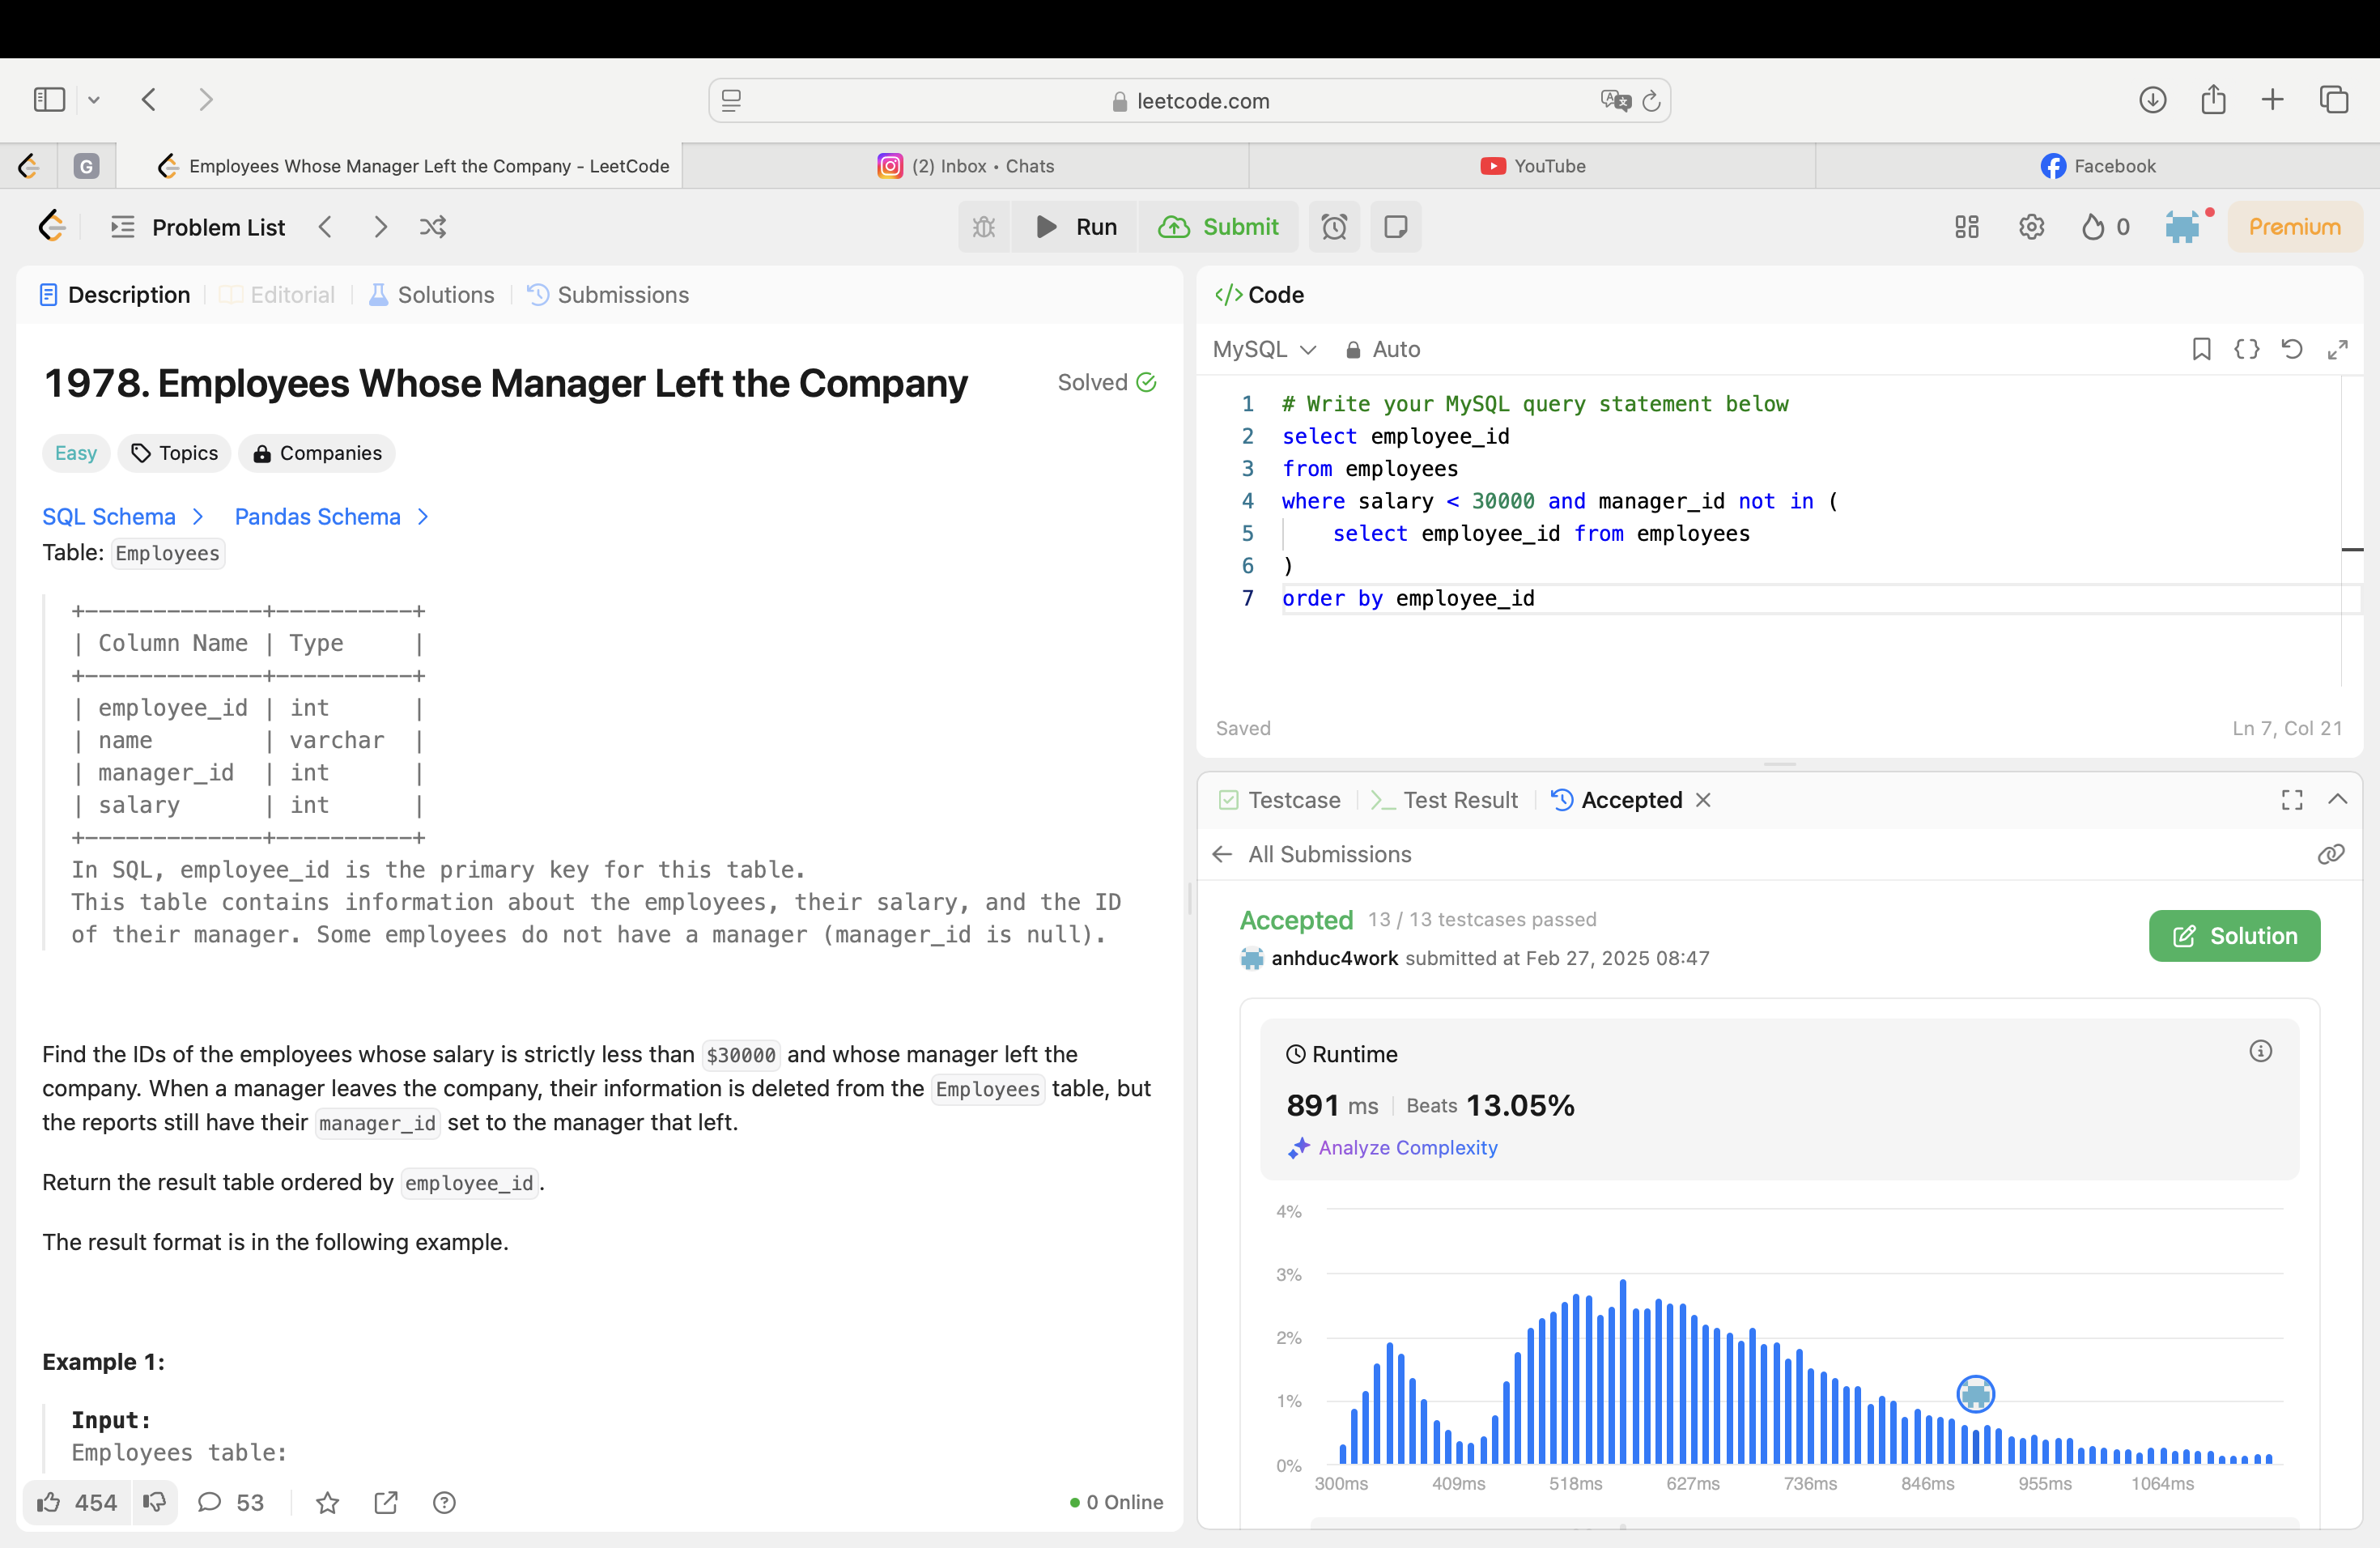 leetcode.com
G
Employees Whose Manager Left the Company - LeetCode
(2) Inbox • Chats
YouTube
Facebook
Problem List
Run
Submit
0
Premium
Description
Editorial
Solutions
Submissions
1978. Employees Whose Manager Left the Company
Solved
Easy
Topics
Companies
SQL Schema
Pandas Schema
Table: Employees
+-------------+----------+
| Column Name | Type     |
+-------------+----------+
| employee_id | int      |
| name        | varchar  |
| manager_id  | int      |
| salary      | int      |
+-------------+----------+
In SQL, employee_id is the primary key for this table.
This table contains information about the employees, their salary, and the ID
of their manager. Some employees do not have a manager (manager_id is null).
Find the IDs of the employees whose salary is strictly less than $30000 and whose manager left the
company. When a manager leaves the company, their information is deleted from the Employees table, but
the reports still have their manager_id set to the manager that left.
Return the result table ordered by employee_id.
The result format is in the following example.
Example 1:
Input:
Employees table:
454
53
0 Online
</> Code
MySQL
Auto
1 # Write your MySQL query statement below
2 select employee_id
3 from employees
4 where salary < 30000 and manager_id not in (
5     select employee_id from employees
6 )
7 order by employee_id
Saved
Ln 7, Col 21
Testcase
Test Result
Accepted
All Submissions
Accepted 13 / 13 testcases passed
anhduc4work submitted at Feb 27, 2025 08:47
Solution
Runtime
891 ms
Beats 13.05%
Analyze Complexity
4%
3%
2%
1%
0%
300ms 409ms 518ms 627ms 736ms 846ms 955ms 1064ms